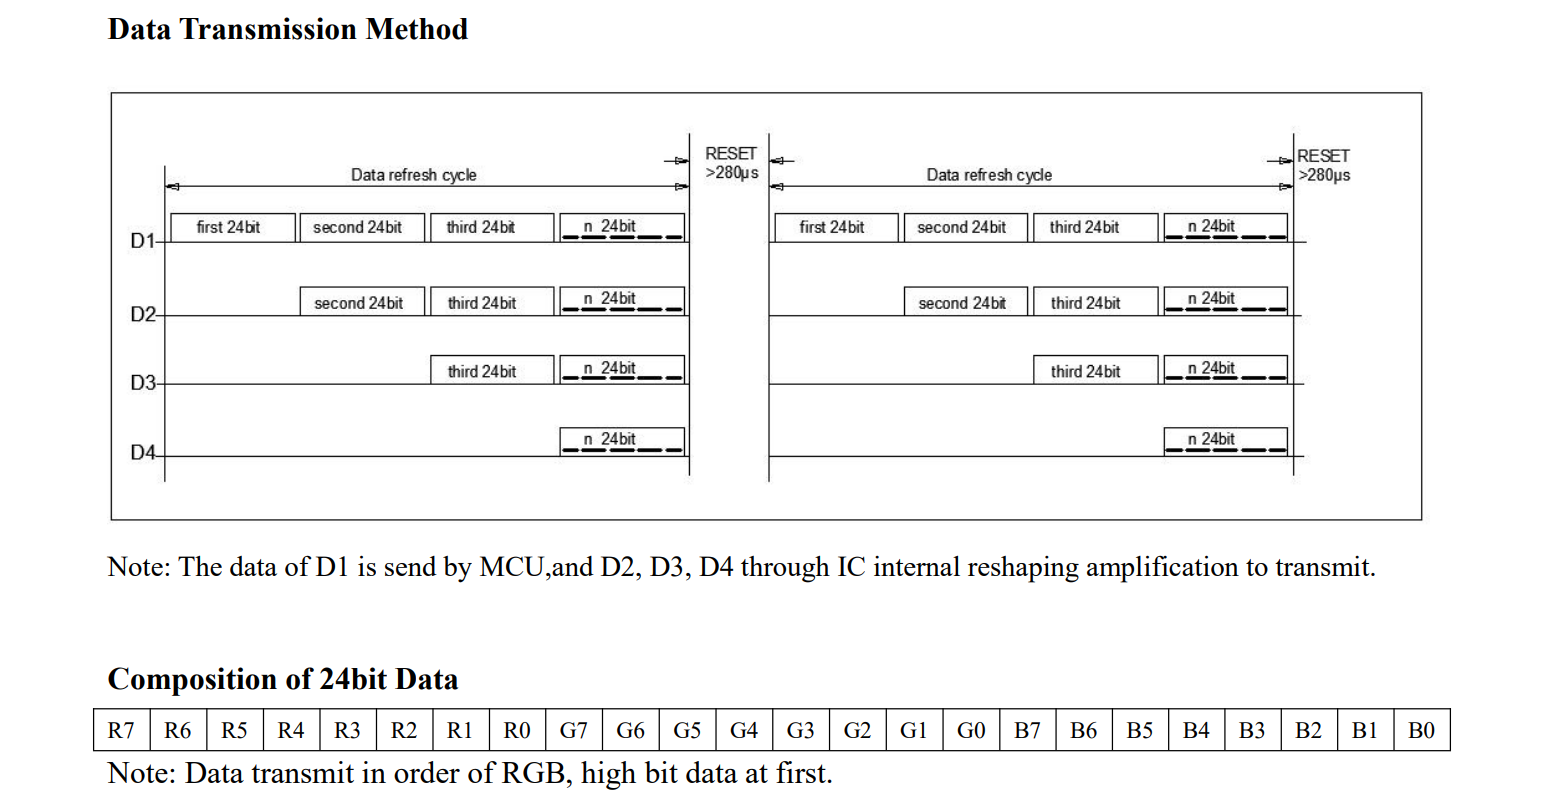 Data Transmission Method
RESET
>280μs
RESET
>280μs
Data refresh cycle
Data refresh cycle
D1 first 24bit second 24bit third 24bit n 24bit first 24bit second 24bit third 24bit n 24bit
D2 second 24bit third 24bit n 24bit second 24bit third 24bit n 24bit
D3 third 24bit n 24bit third 24bit n 24bit
D4 n 24bit n 24bit
Note: The data of D1 is send by MCU,and D2, D3, D4 through IC internal reshaping amplification to transmit.
Composition of 24bit Data
R7 R6 R5 R4 R3 R2 R1 R0 G7 G6 G5 G4 G3 G2 G1 G0 B7 B6 B5 B4 B3 B2 B1 B0
Note: Data transmit in order of RGB, high bit data at first.